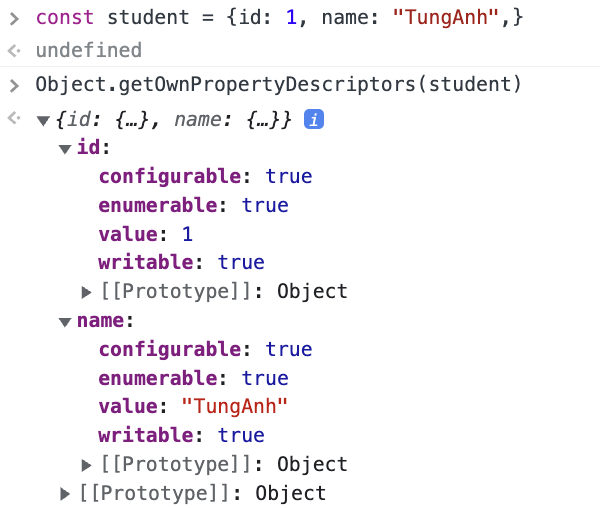 const student = {id: 1, name: "TungAnh",}
undefined
Object.getOwnPropertyDescriptors(student)
{id: {…}, name: {…}} i
id:
configurable: true
enumerable: true
value: 1
writable: true
[[Prototype]]: Object
name:
configurable: true
enumerable: true
value: "TungAnh"
writable: true
[[Prototype]]: Object
[[Prototype]]: Object